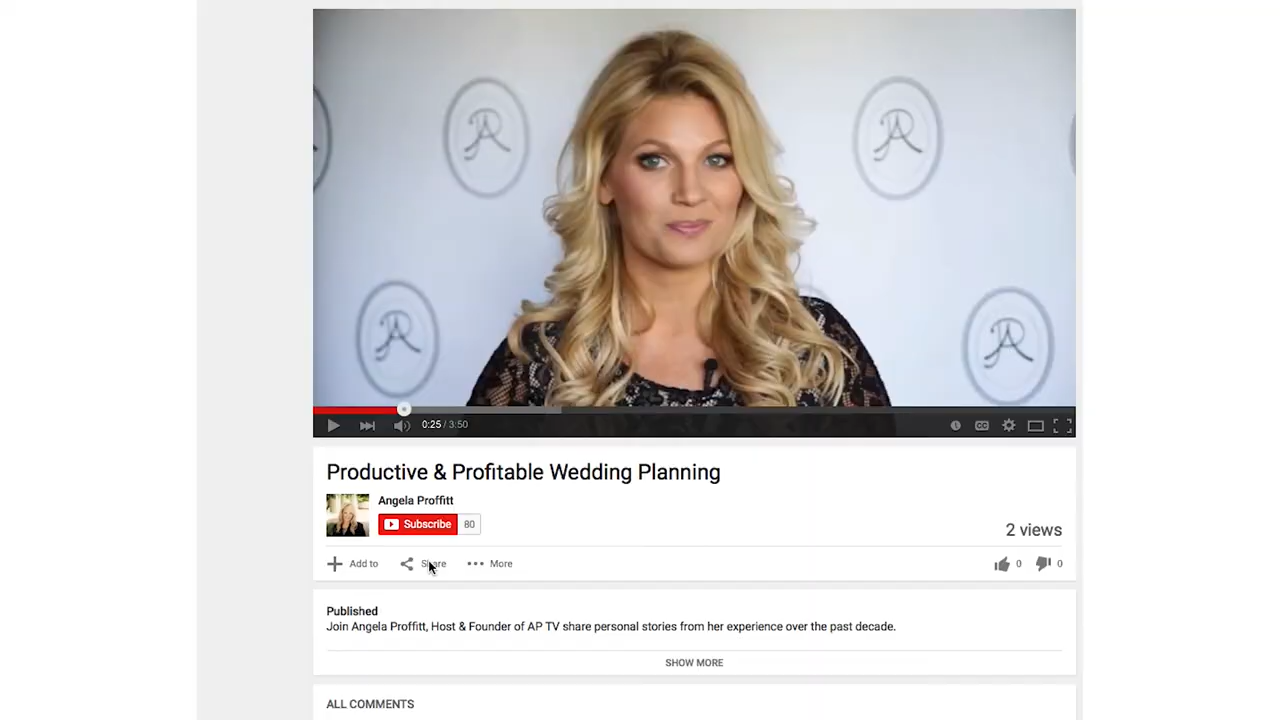 0:25 / 3:50
CC
Productive & Profitable Wedding Planning
Angela Proffitt
Subscribe 80
2 views
Add to Share More 0 0
Published
Join Angela Proffitt, Host & Founder of AP TV share personal stories from her experience over the past decade.
SHOW MORE
ALL COMMENTS